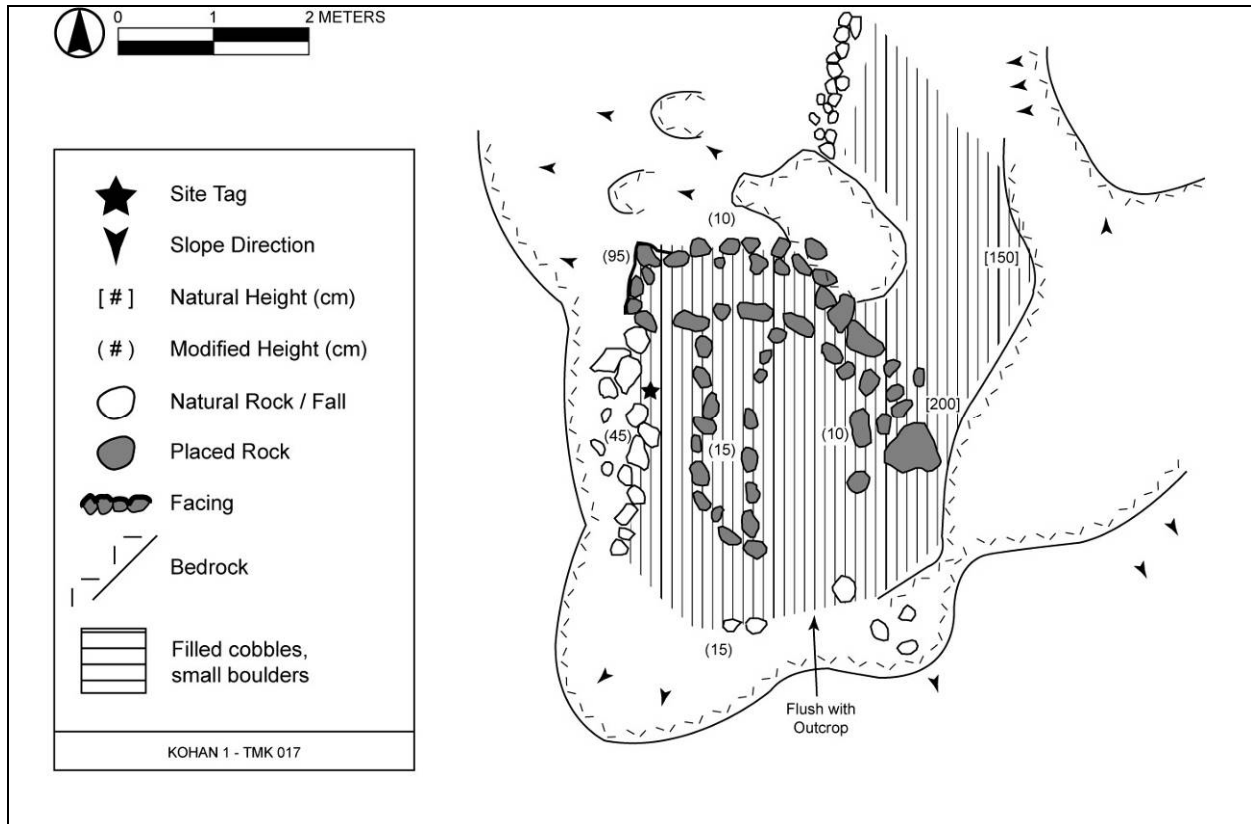 0 1 2 METERS
Site Tag
Slope Direction
[ # ] Natural Height (cm)
( # ) Modified Height (cm)
Natural Rock / Fall
Placed Rock
Facing
Bedrock
Filled cobbles,
small boulders
KOHAN 1 - TMK 017
(10)
(95)
[150]
[200]
(45)
(15)
(10)
(15)
Flush with
Outcrop